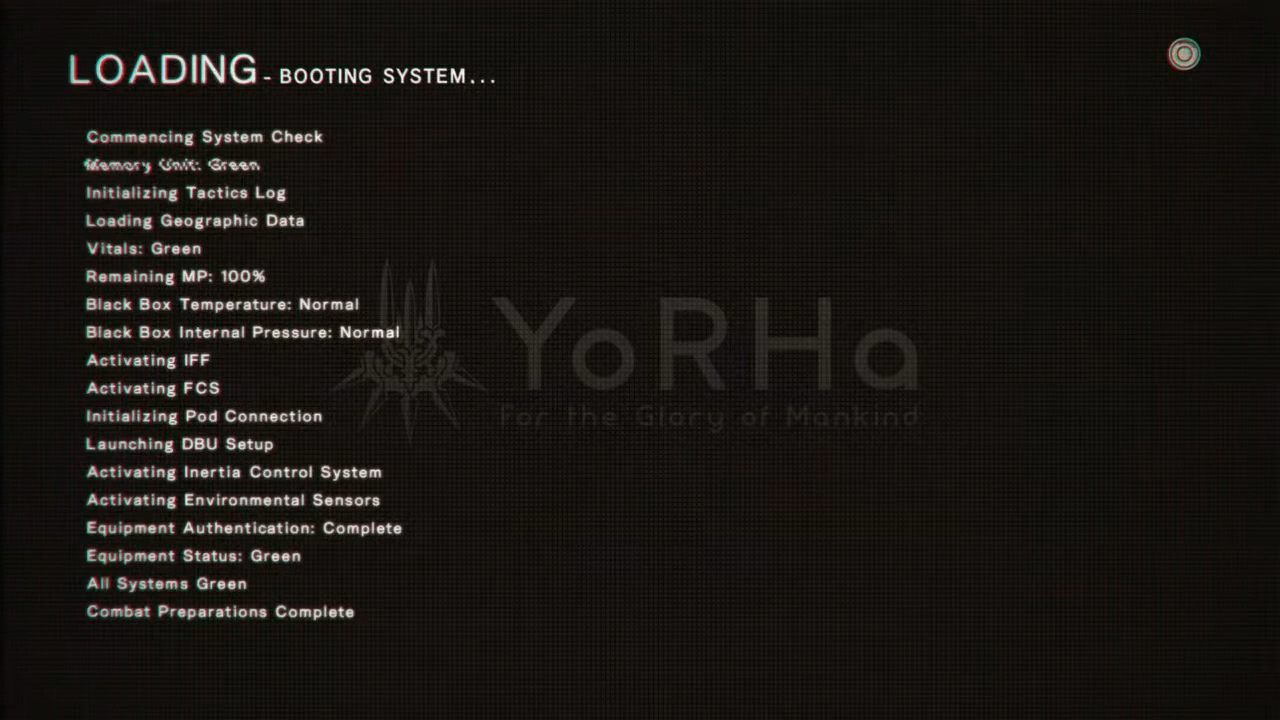 LOADING - BOOTING SYSTEM...
Commencing System Check
Memory Unit: Green
Initializing Tactics Log
Loading Geographic Data
Vitals: Green
Remaining MP: 100%
Black Box Temperature: Normal
Black Box Internal Pressure: Normal
Activating IFF
Activating FCS
Initializing Pod Connection
Launching DBU Setup
Activating Inertia Control System
Activating Environmental Sensors
Equipment Authentication: Complete
Equipment Status: Green
All Systems Green
Combat Preparations Complete
YoRHa
For the Glory of Mankind